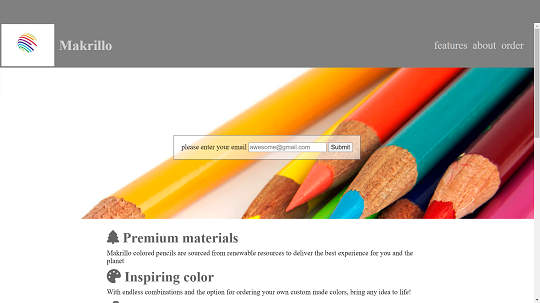 Makrillo
features about order
please enter your email awesome@gmail.com Submit
Premium materials
Makrillo colored pencils are sourced from renewable resources to deliver the best experience for you and the
planet
Inspiring color
With endless combinations and the option for ordering your own custom made colors, bring any idea to life!